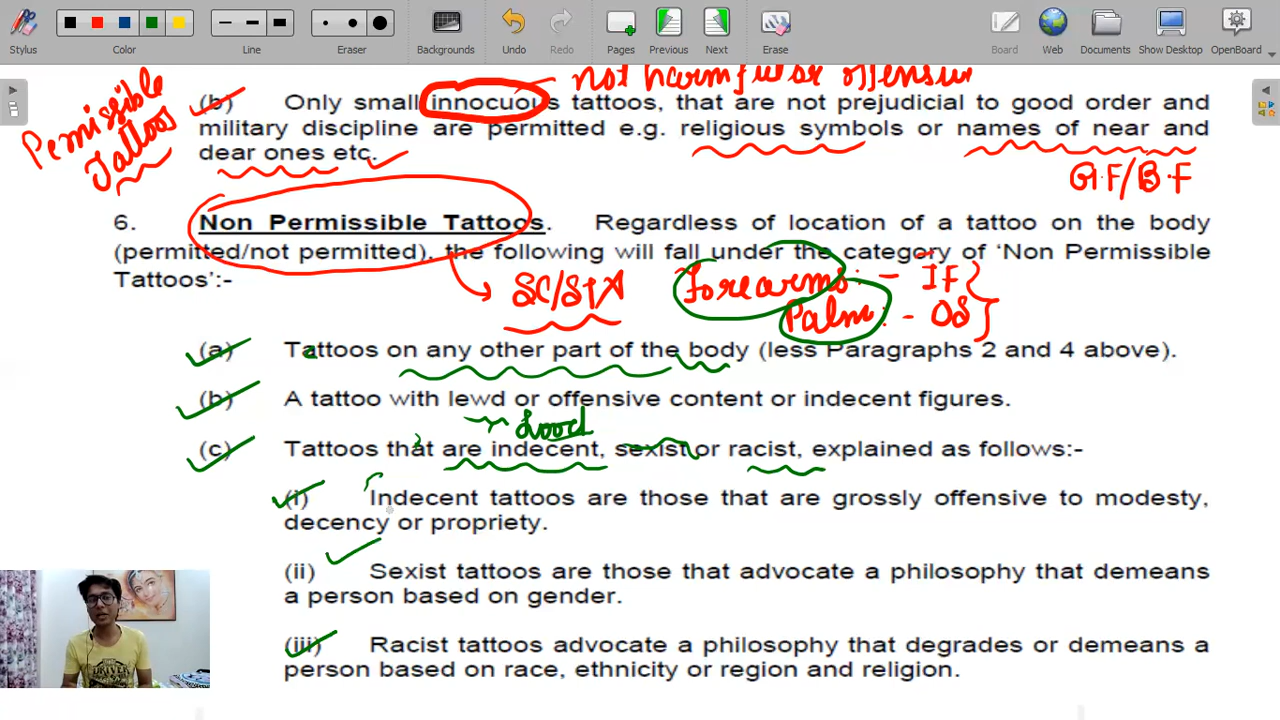 Stylus
Color
Line
Eraser
Backgrounds
Undo
Redo
Pages
Previous
Next
Erase
Board
Web
Documents
Show Desktop
OpenBoard
not harmful or offensive
Permissible
Tattoos
(b) Only small innocuous tattoos, that are not prejudicial to good order and
military discipline are permitted e.g. religious symbols or names of near and
dear ones etc.
G.F/B.F
6. Non Permissible Tattoos. Regardless of location of a tattoo on the body
(permitted/not permitted), the following will fall under the category of ‘Non Permissible
Tattoos’:-
Forearms: - IF
Palm: - OS
(a) Tattoos on any other part of the body (less Paragraphs 2 and 4 above).
(b) A tattoo with lewd or offensive content or indecent figures.
(c) Tattoos that are indecent, sexist or racist, explained as follows:-
(i) Indecent tattoos are those that are grossly offensive to modesty,
decency or propriety.
(ii) Sexist tattoos are those that advocate a philosophy that demeans
a person based on gender.
(iii) Racist tattoos advocate a philosophy that degrades or demeans a
person based on race, ethnicity or region and religion.